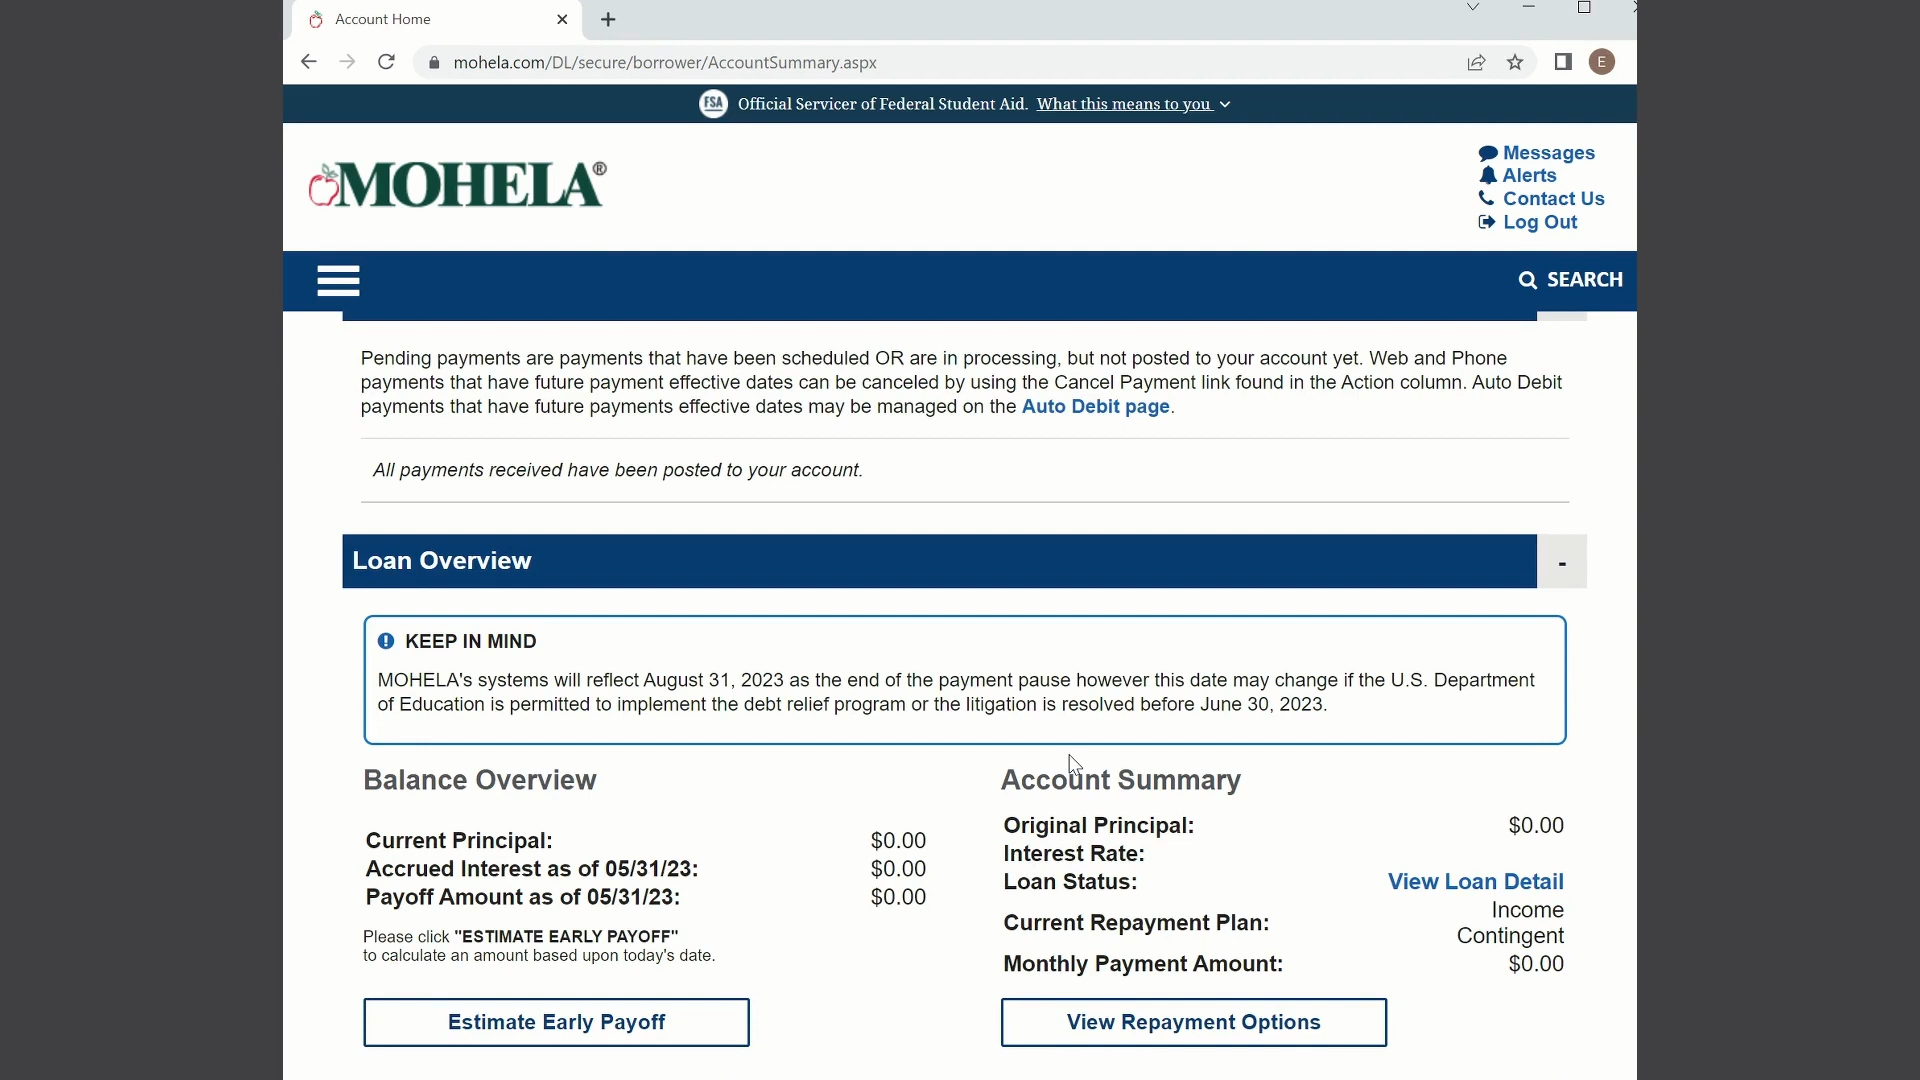 Account Home
mohela.com/DL/secure/borrower/AccountSummary.aspx
E
FSA Official Servicer of Federal Student Aid. What this means to you
MOHELA®
Messages
Alerts
Contact Us
Log Out
SEARCH
Pending payments are payments that have been scheduled OR are in processing, but not posted to your account yet. Web and Phone
payments that have future payment effective dates can be canceled by using the Cancel Payment link found in the Action column. Auto Debit
payments that have future payments effective dates may be managed on the Auto Debit page.
All payments received have been posted to your account.
Loan Overview -
KEEP IN MIND
MOHELA's systems will reflect August 31, 2023 as the end of the payment pause however this date may change if the U.S. Department
of Education is permitted to implement the debt relief program or the litigation is resolved before June 30, 2023.
Balance Overview
Current Principal: $0.00
Accrued Interest as of 05/31/23: $0.00
Payoff Amount as of 05/31/23: $0.00
Please click "ESTIMATE EARLY PAYOFF"
to calculate an amount based upon today's date.
Estimate Early Payoff
Account Summary
Original Principal: $0.00
Interest Rate:
Loan Status: View Loan Detail
Current Repayment Plan: Income
Contingent
Monthly Payment Amount: $0.00
View Repayment Options